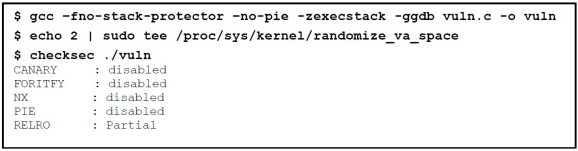 $ gcc –fno-stack-protector –no-pie –zexecstack -ggdb vuln.c -o vuln
$ echo 2 | sudo tee /proc/sys/kernel/randomize_va_space
$ checksec ./vuln
CANARY : disabled
FORITFY : disabled
NX : disabled
PIE : disabled
RELRO : Partial